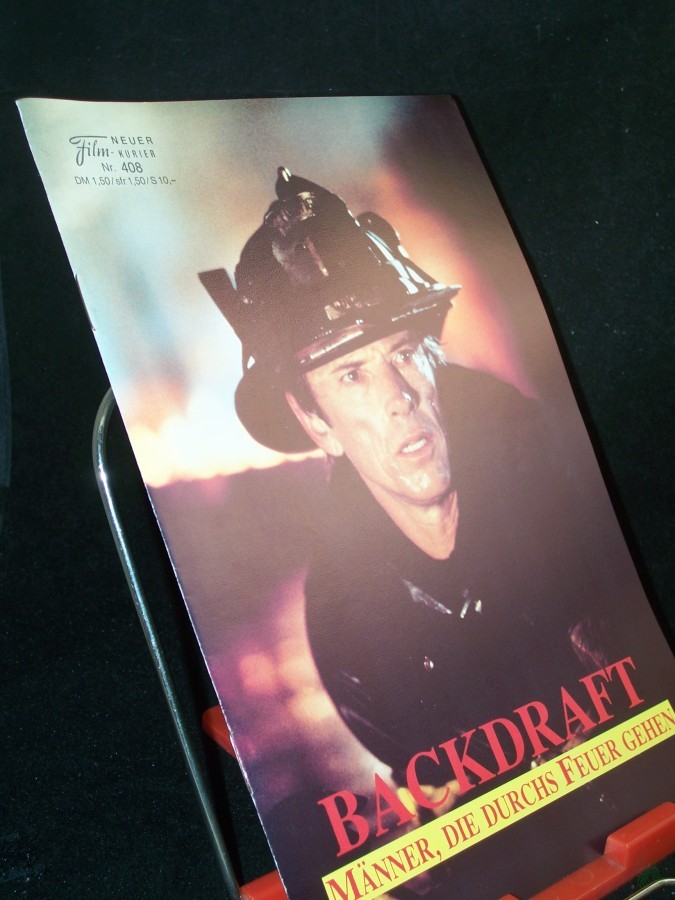 NEUER
Film-KURIER
Nr. 408
DM 1,50/sfr 1,50/S 10,–
BACKDRAFT
MÄNNER, DIE DURCHS FEUER GEHEN